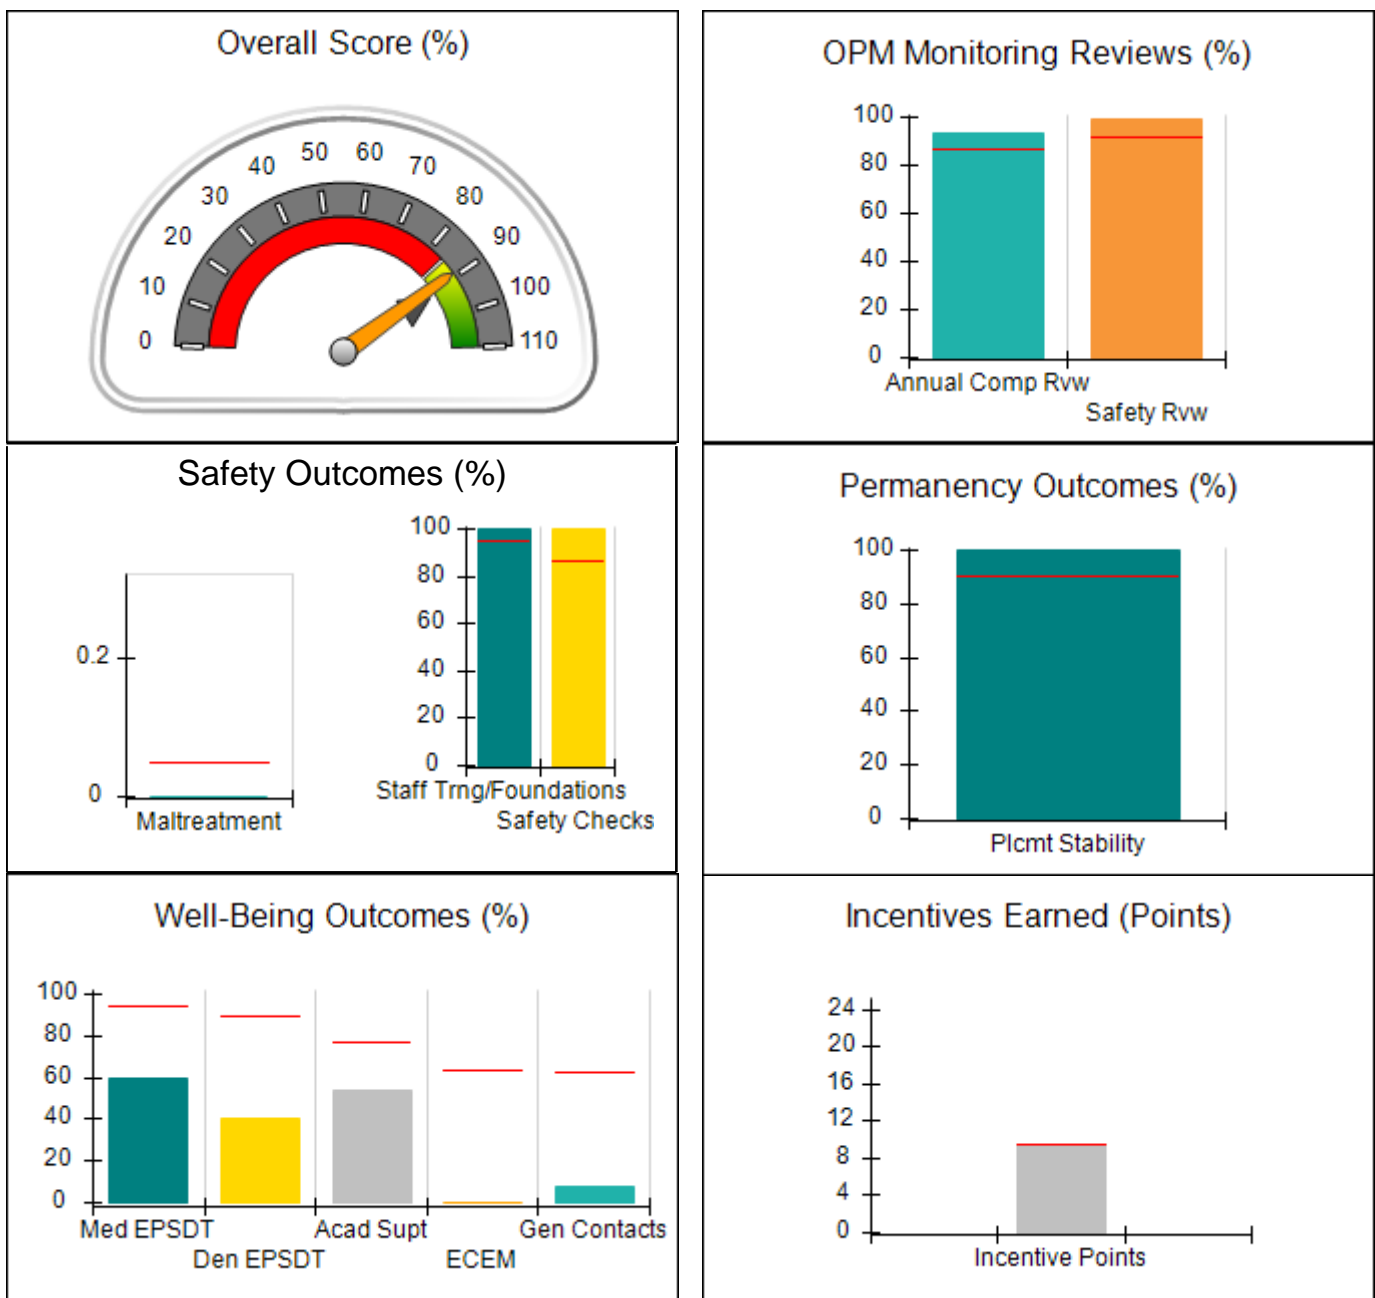 Overall Score (%)
0
10
20
30
40
50
60
70
80
90
100
110
OPM Monitoring Reviews (%)
100
80
60
40
20
0
Annual Comp Rvw
Safety Rvw
Safety Outcomes (%)
0.2
0
Maltreatment
100
80
60
40
20
0
Staff Trng/Foundations
Safety Checks
Permanency Outcomes (%)
100
80
60
40
20
0
Plcmt Stability
Well-Being Outcomes (%)
100
80
60
40
20
0
Med EPSDT
Den EPSDT
Acad Supt
ECEM
Gen Contacts
Incentives Earned (Points)
24
20
16
12
8
4
0
Incentive Points